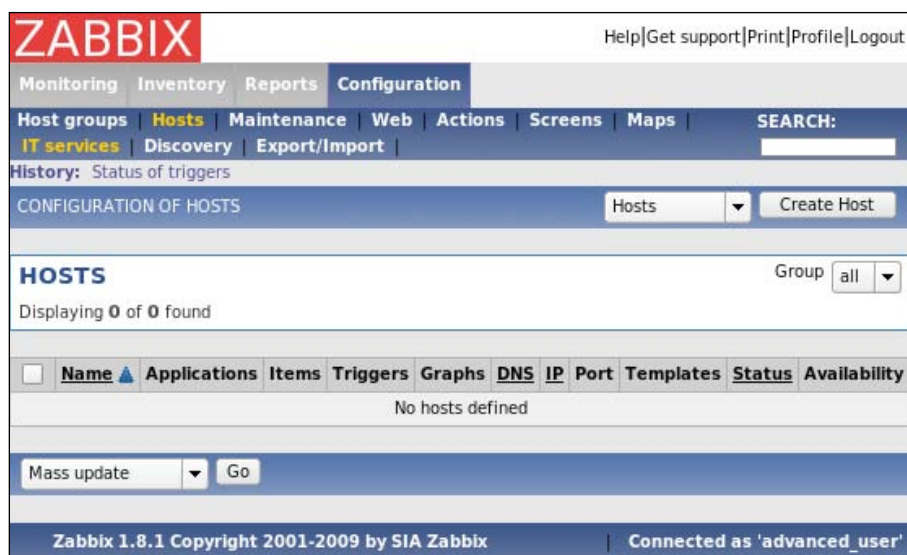 ZABBIX
Help|Get support|Print|Profile|Logout
Monitoring Inventory Reports Configuration
Host groups | Hosts | Maintenance | Web | Actions | Screens | Maps | SEARCH:
IT services | Discovery | Export/Import |
History: Status of triggers
CONFIGURATION OF HOSTS Hosts Create Host
HOSTS Group all
Displaying 0 of 0 found
Name Applications Items Triggers Graphs DNS IP Port Templates Status Availability
No hosts defined
Mass update Go
Zabbix 1.8.1 Copyright 2001-2009 by SIA Zabbix | Connected as 'advanced_user'